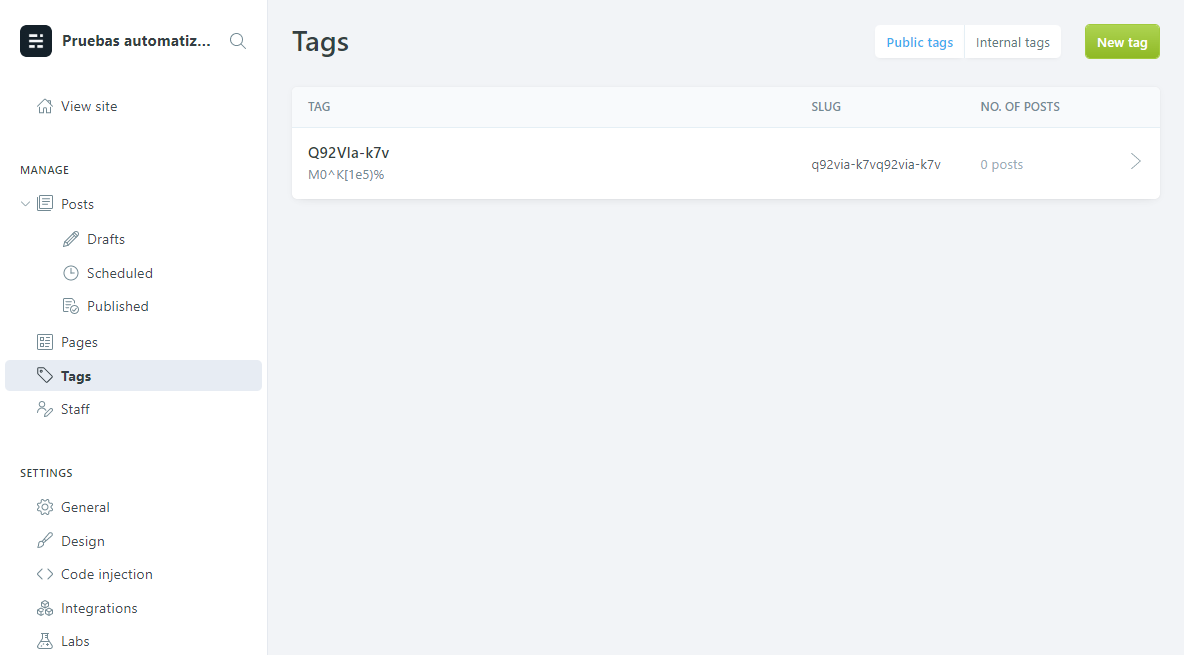 Pruebas automatiz...
View site
MANAGE
Posts
Drafts
Scheduled
Published
Pages
Tags
Staff
SETTINGS
General
Design
Code injection
Integrations
Labs
Tags
Public tags Internal tags New tag
TAG SLUG NO. OF POSTS
Q92VIa-k7v
M0^K[1e5)% q92via-k7vq92via-k7v 0 posts